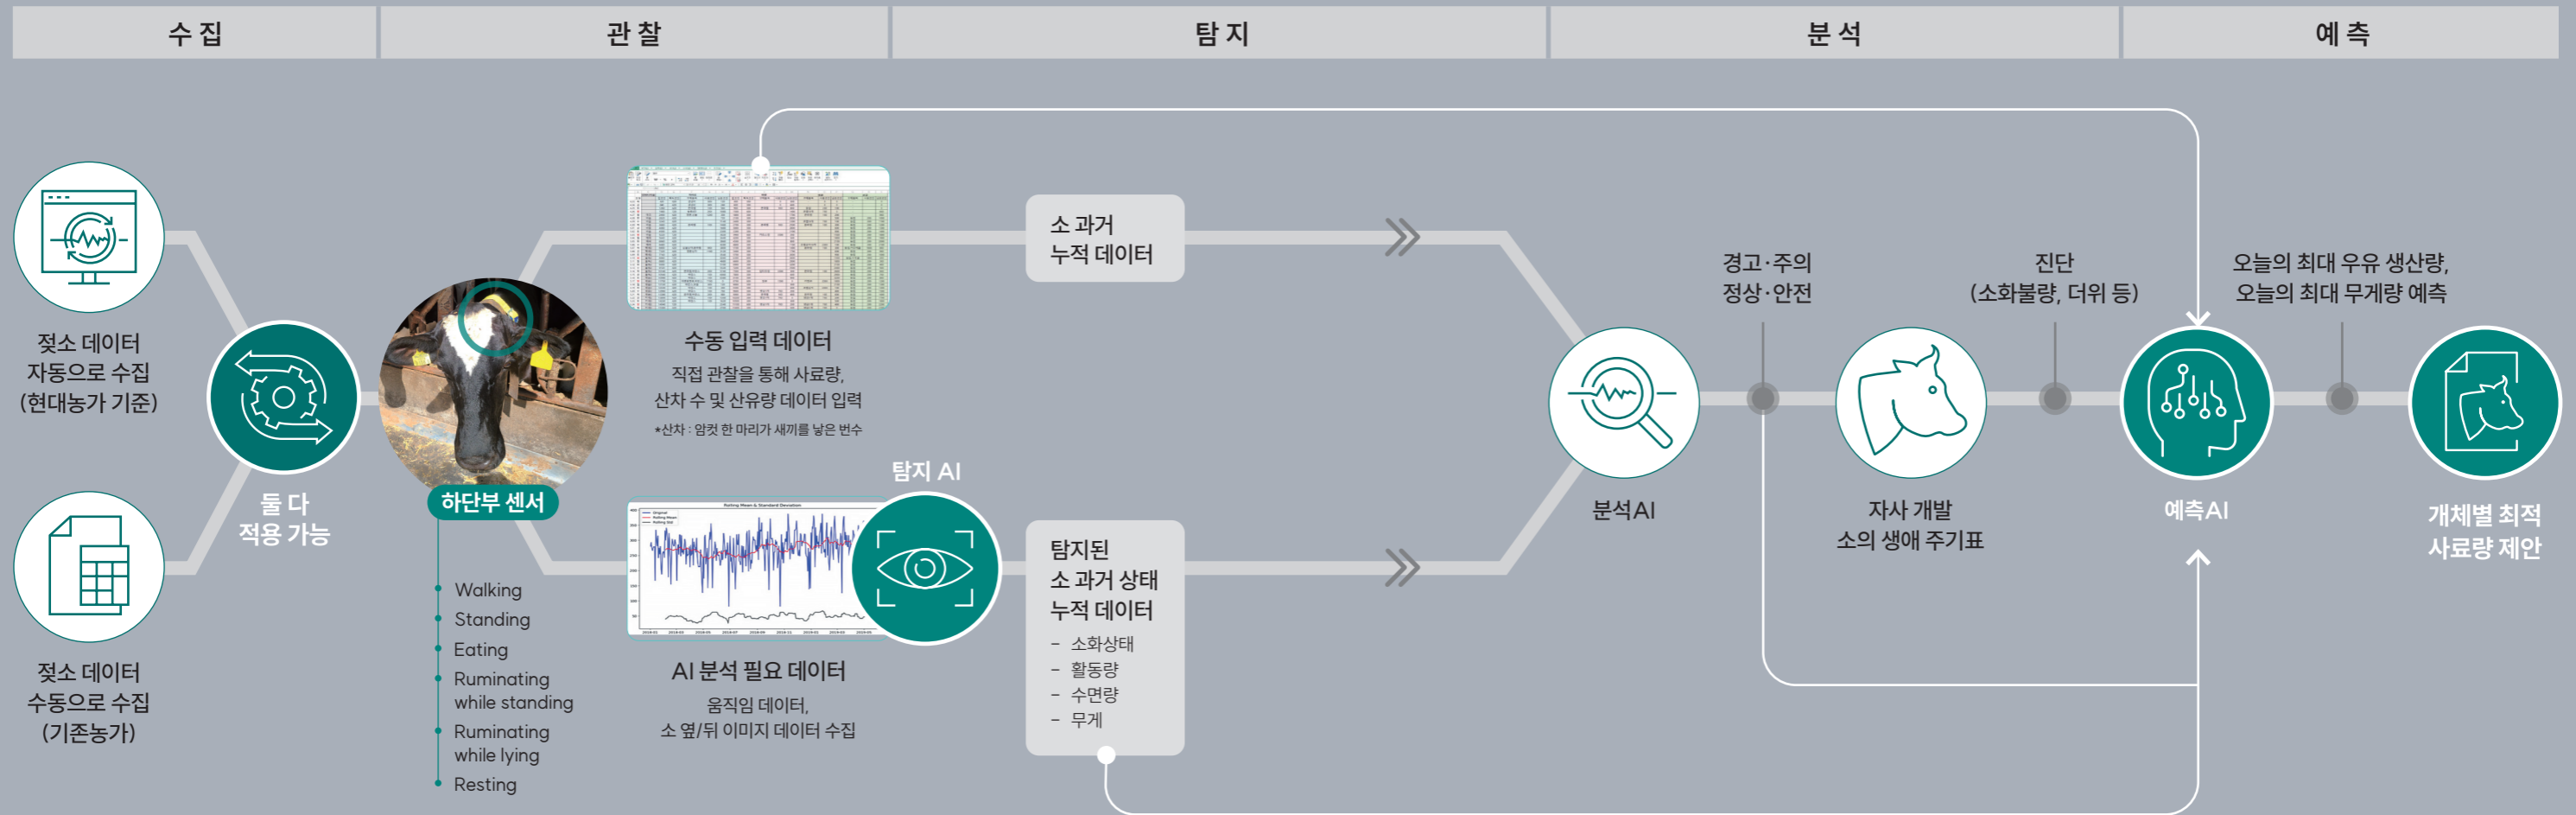 수집
관찰
탐지
분석
예측
젖소 데이터
자동으로 수집
(현대농가 기준)
젖소 데이터
수동으로 수집
(기존농가)
둘 다
적용 가능
하단부 센서
Walking
Standing
Eating
Ruminating
while standing
Ruminating
while lying
Resting
수동 입력 데이터
직접 관찰을 통해 사료량,
산차 수 및 산유량 데이터 입력
*산차 : 암컷 한 마리가 새끼를 낳은 번수
탐지 AI
Rolling Mean & Standard Deviation
Original
Rolling Mean
Rolling Std
AI 분석 필요 데이터
움직임 데이터,
소 옆/뒤 이미지 데이터 수집
소 과거
누적 데이터
탐지된
소 과거 상태
누적 데이터
- 소화상태
- 활동량
- 수면량
- 무게
분석AI
경고·주의
정상·안전
자사 개발
소의 생애 주기표
진단
(소화불량, 더위 등)
예측AI
오늘의 최대 우유 생산량,
오늘의 최대 무게량 예측
개체별 최적
사료량 제안